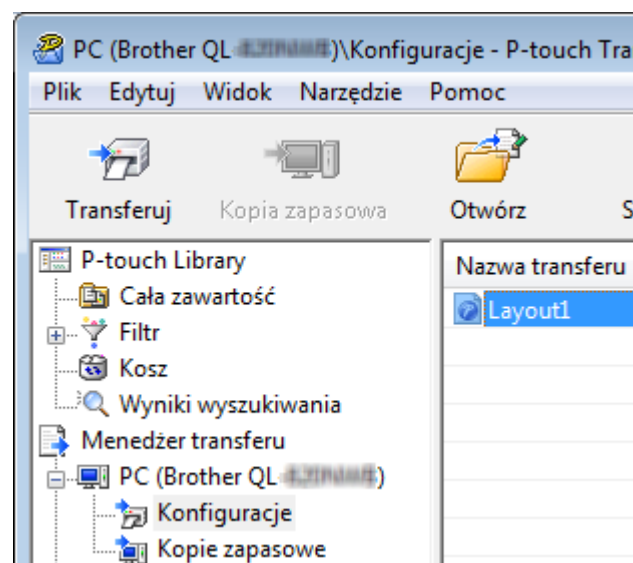 PC (Brother QL )\Konfiguracje - P-touch Tra
Plik Edytuj Widok Narzędzie Pomoc
Transferuj Kopia zapasowa Otwórz S
P-touch Library
Cała zawartość
Filtr
Kosz
Wyniki wyszukiwania
Menedżer transferu
PC (Brother QL )
Konfiguracje
Kopie zapasowe
Nazwa transferu
Layout1